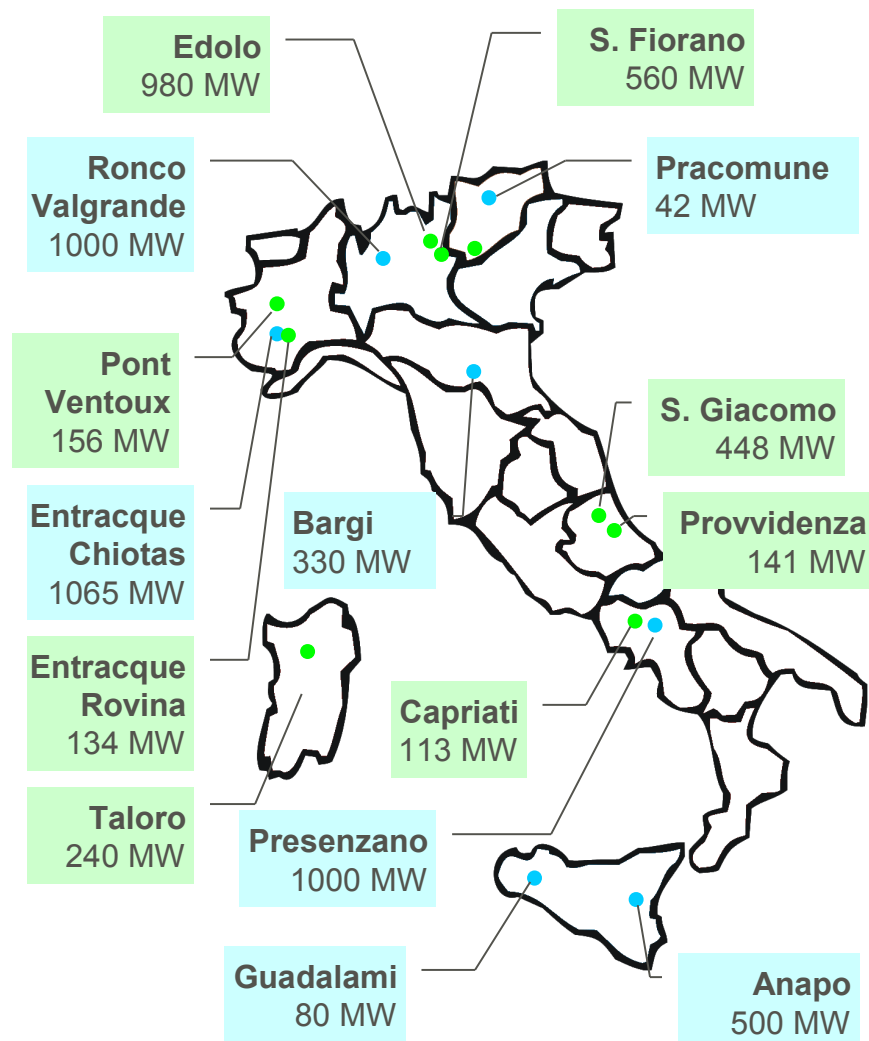 Edolo
980 MW
S. Fiorano
560 MW
Ronco
Valgrande
1000 MW
Pracomune
42 MW
Pont
Ventoux
156 MW
S. Giacomo
448 MW
Entracque
Chiotas
1065 MW
Bargi
330 MW
Provvidenza
141 MW
Entracque
Rovina
134 MW
Capriati
113 MW
Taloro
240 MW
Presenzano
1000 MW
Guadalami
80 MW
Anapo
500 MW